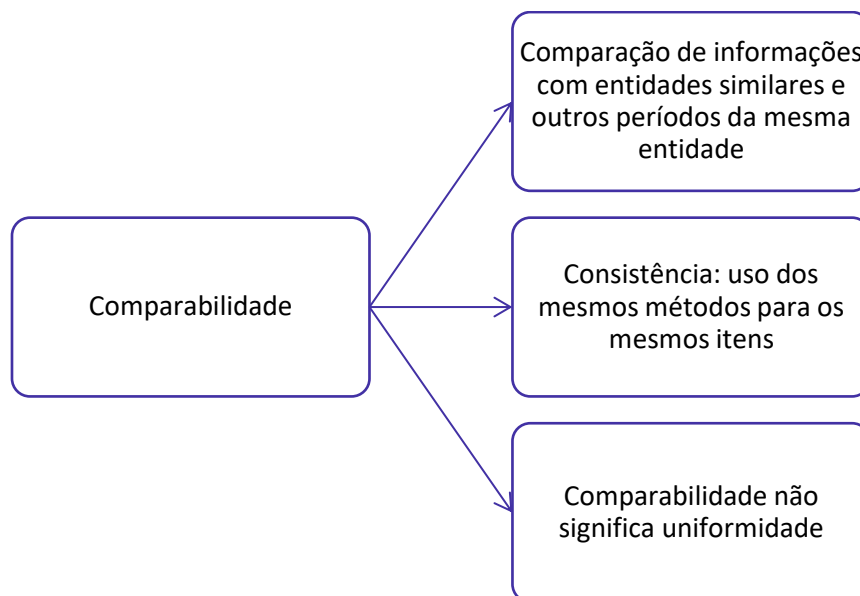 Comparabilidade
Comparação de informações
com entidades similares e
outros períodos da mesma
entidade
Consistência: uso dos
mesmos métodos para os
mesmos itens
Comparabilidade não
significa uniformidade